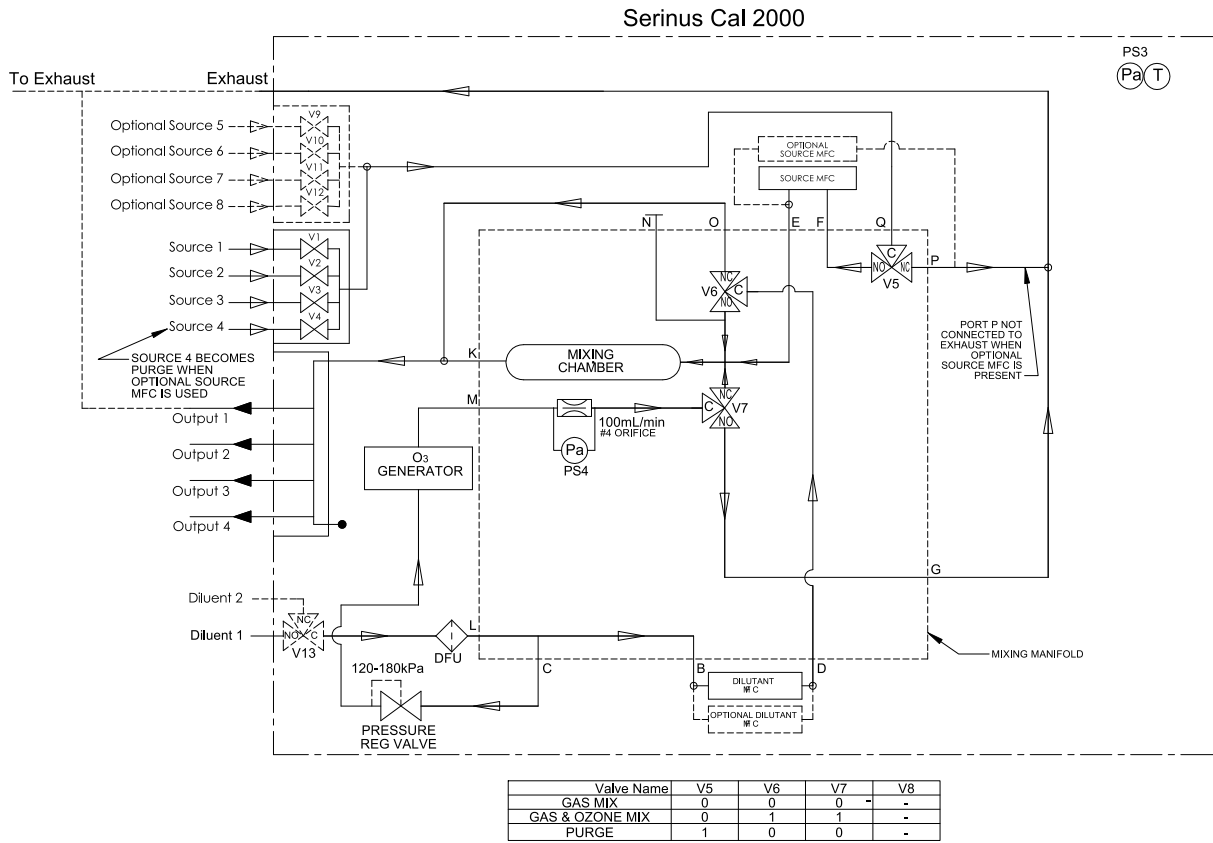 Serinus Cal 2000
PS3
Pa T
To Exhaust
Exhaust
V9
Optional Source 5
V10
Optional Source 6
V11
Optional Source 7
V12
Optional Source 8
OPTIONAL
SOURCE MFC
SOURCE MFC
N O E F Q
V1
Source 1
V2
Source 2
V3
Source 3
V4
Source 4
C
NO NC
V5
P
NC
V6 C
NO
SOURCE 4 BECOMES
PURGE WHEN
OPTIONAL SOURCE
MFC IS USED
PORT P NOT
CONNECTED TO
EXHAUST WHEN
OPTIONAL
SOURCE MFC IS
PRESENT
K
MIXING
CHAMBER
M
NC
C V7
NO
100mL/min
#4 ORIFICE
Pa
PS4
O3
GENERATOR
Output 1
Output 2
Output 3
Output 4
G
Diluent 2
NC
Diluent 1
NO C
V13
L
DFU
C
B
D
MIXING MANIFOLD
120-180kPa
PRESSURE
REG VALVE
DILUTANT
OPTIONAL DILUTANT
Valve Name V5 V6 V7 V8
GAS MIX 0 0 0 - -
GAS & OZONE MIX 0 1 1 -
PURGE 1 0 0 -